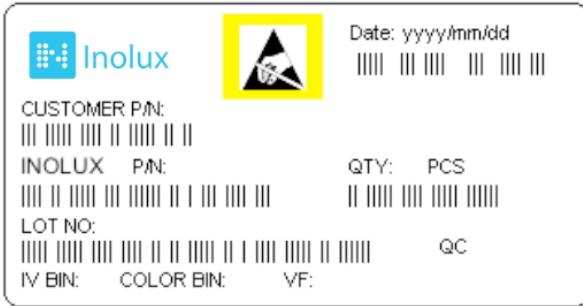 Inolux
Date: yyyy/mm/dd
CUSTOMER P/N:
INOLUX P/N: QTY: PCS
LOT NO:
QC
IV BIN: COLOR BIN: VF: